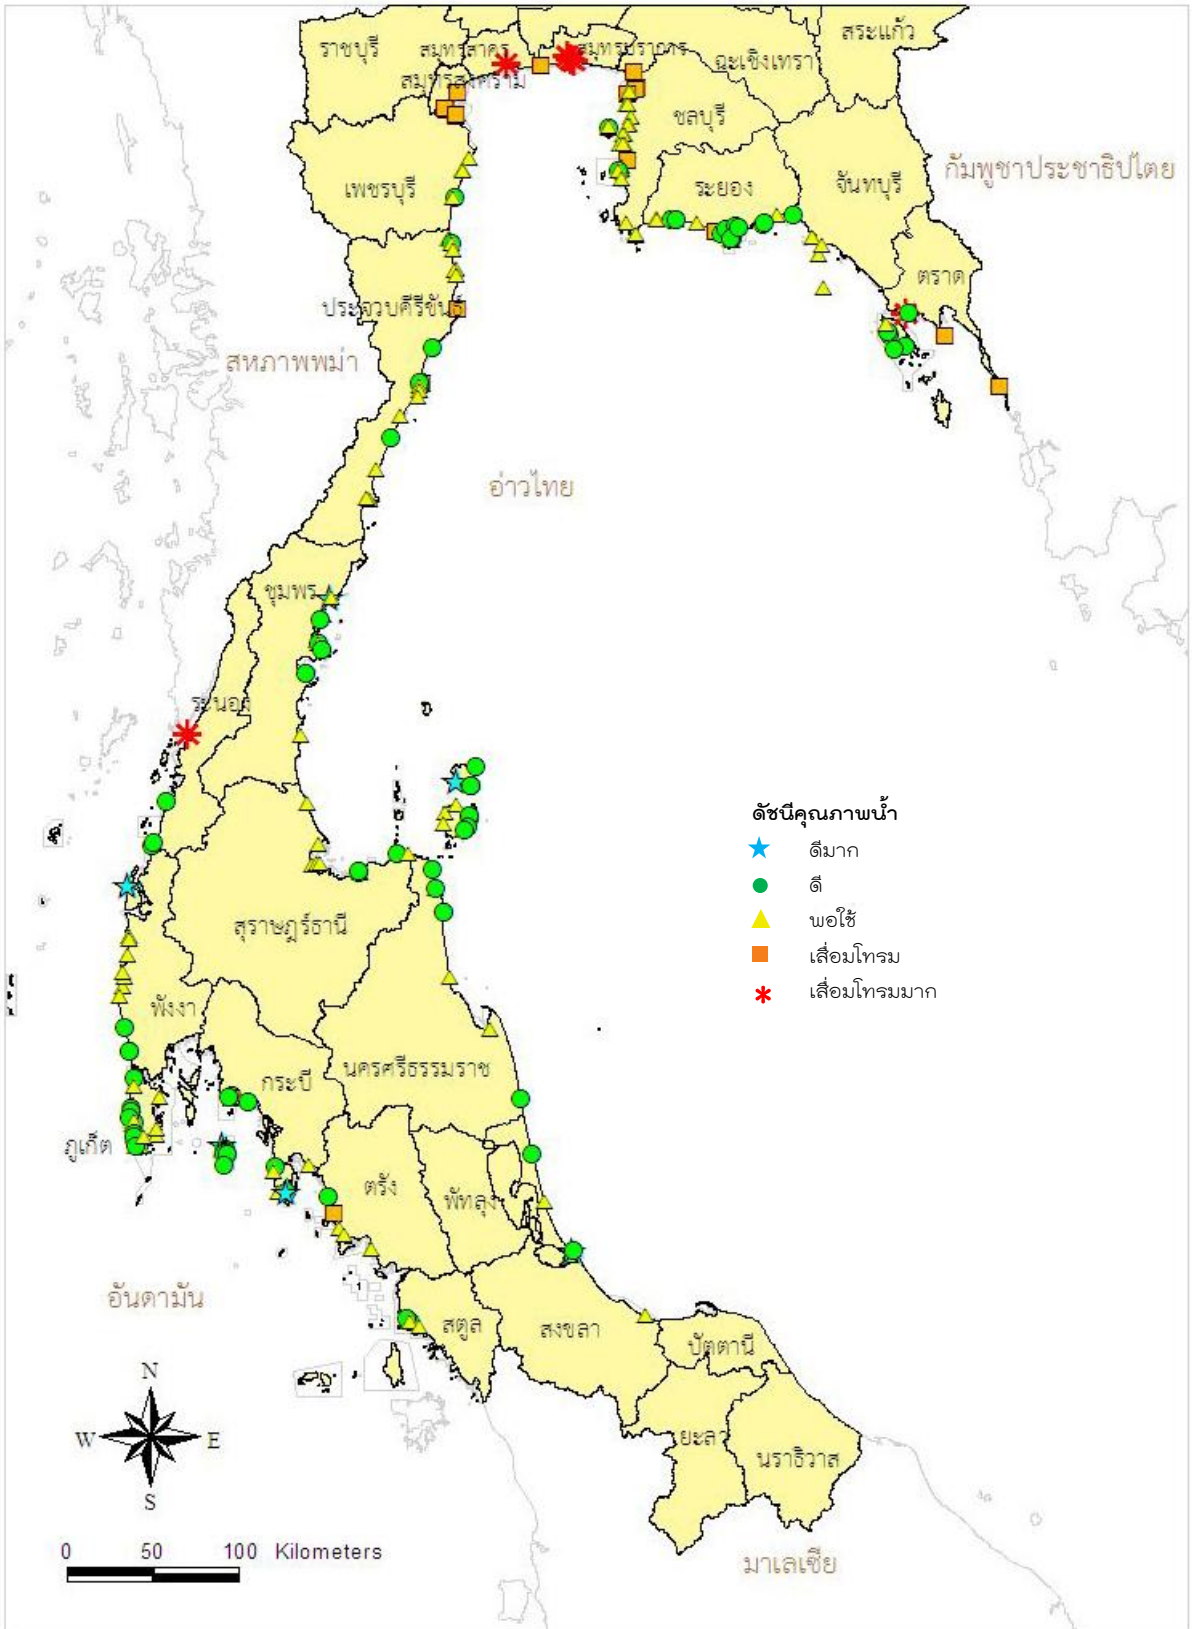 สระแก้ว
ราชบุรี
สมุทรสาคร
สมุทรปราการ
ฉะเชิงเทรา
สมุทรสงคราม
ชลบุรี
กัมพูชาประชาธิปไตย
เพชรบุรี
ระยอง
จันทบุรี
ตราด
ประจวบคีรีขันธ์
สหภาพพม่า
อ่าวไทย
ชุมพร
ระนอง
ดัชนีคุณภาพน้ำ
ดีมาก
ดี
พอใช้
เสื่อมโทรม
เสื่อมโทรมมาก
สุราษฎร์ธานี
พังงา
นครศรีธรรมราช
กระบี่
ภูเก็ต
ตรัง
พัทลุง
อันดามัน
1
สตูล
สงขลา
ปัตตานี
ยะลา
นราธิวาส
N
W E
S
0 50 100 Kilometers
มาเลเซีย